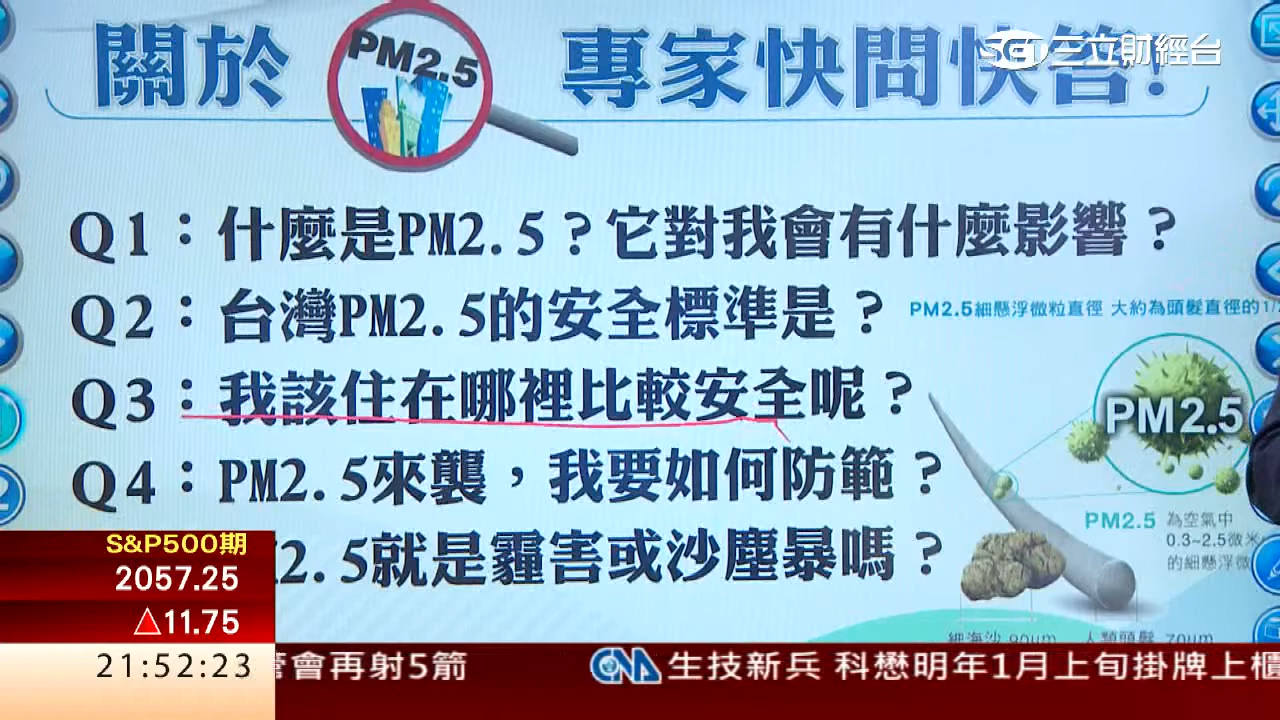 關於 PM2.5 專家快問快答!
三立財經台
Q1：什麼是PM2.5？它對我會有什麼影響？
Q2：台灣PM2.5的安全標準是？
PM2.5細懸浮微粒直徑 大約為頭髮直徑的1/
Q3：我該住在哪裡比較安全呢？
PM2.5
Q4：PM2.5來襲，我要如何防範？
PM2.5 為空氣中
0.3~2.5微米
的細懸浮微
2.5就是霾害或沙塵暴嗎？
細海沙 90μm 人類頭髮 70μm
S&P500期
2057.25
△11.75
21:52:23
管會再射5箭 CNA 生技新兵 科懋明年1月上旬掛牌上櫃